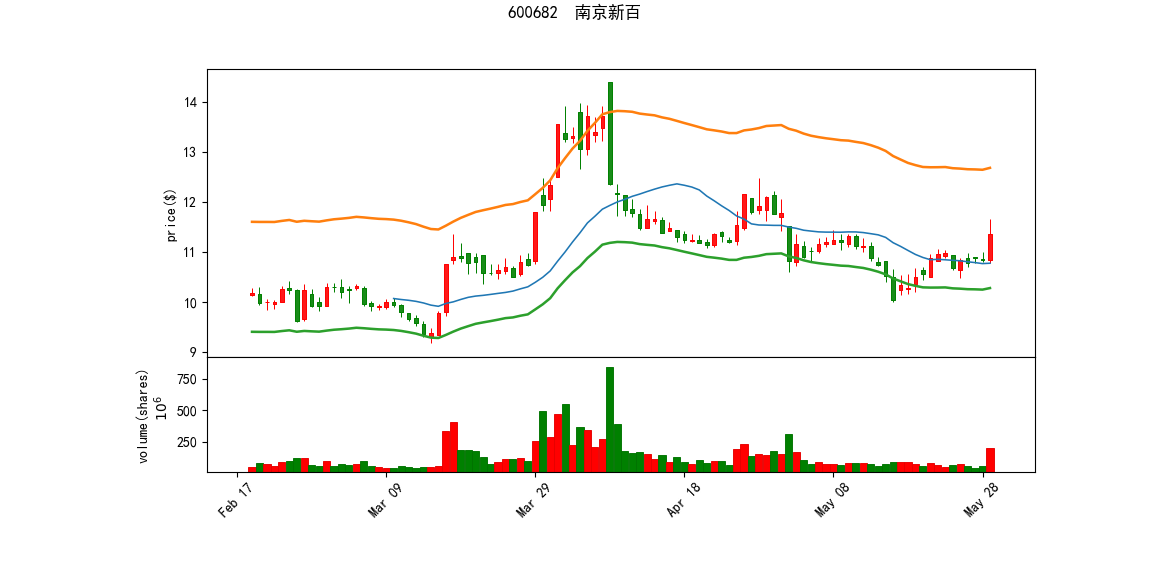 600682 南京新百
price($)
14
13
12
11
10
9
volume(shares)
10^6
750
500
250
Feb 17
Mar 09
Mar 29
Apr 18
May 08
May 28